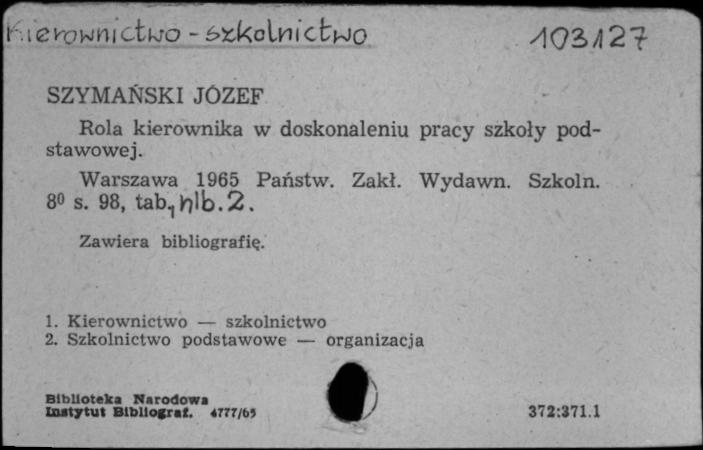 Kierownictwo - szkolnictwo 103127
SZYMAŃSKI JÓZEF
Rola kierownika w doskonaleniu pracy szkoły pod-
stawowej.
Warszawa 1965 Państw. Zakł. Wydawn. Szkoln.
8⁰ s. 98, tab, nlb. 2.
Zawiera bibliografię.
1. Kierownictwo — szkolnictwo
2. Szkolnictwo podstawowe — organizacja
Biblioteka Narodowa
Instytut Bibliograf. 4777/65 372:371.1